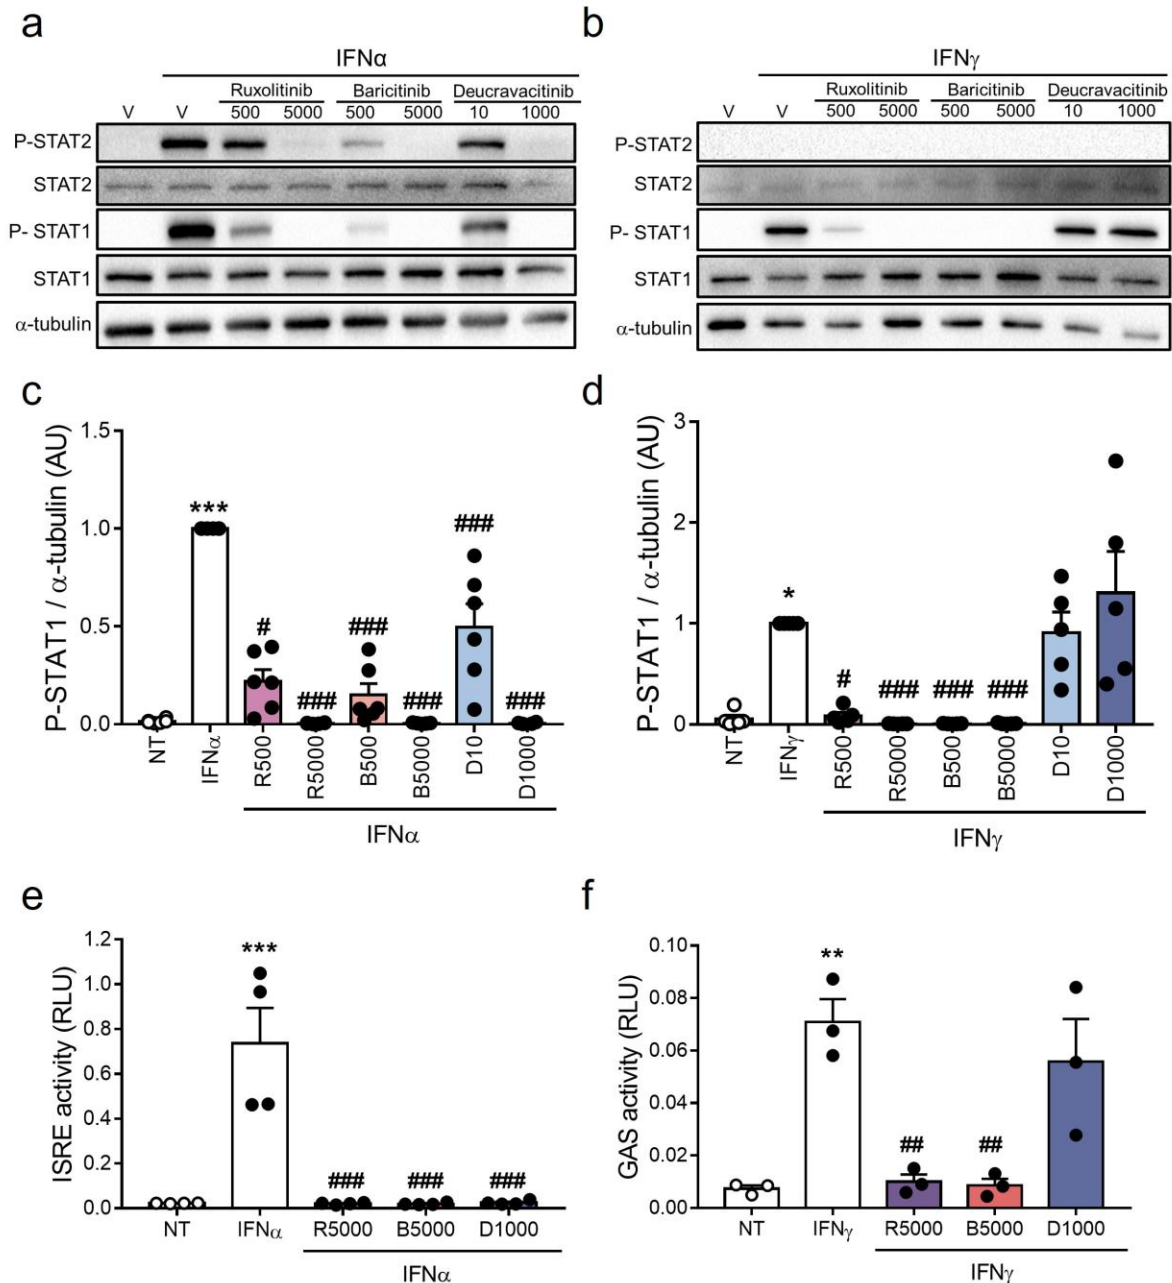 a
IFNα
Ruxolitinib Baricitinib Deucravacitinib
V V 500 5000 500 5000 10 1000
P-STAT2
STAT2
P- STAT1
STAT1
α-tubulin
b
IFNγ
Ruxolitinib Baricitinib Deucravacitinib
V V 500 5000 500 5000 10 1000
P-STAT2
STAT2
P- STAT1
STAT1
α-tubulin
c
P-STAT1 / α-tubulin (AU)
1.5
1.0
0.5
0.0
***
#
###
###
###
###
###
NT IFNα R500 R5000 B500 B5000 D10 D1000
IFNα
d
P-STAT1 / α-tubulin (AU)
3
2
1
0
*
#
###
###
###
NT IFNγ R500 R5000 B500 B5000 D10 D1000
IFNγ
e
ISRE activity (RLU)
1.2
1.0
0.8
0.6
0.4
0.2
0.0
***
### ### ###
NT IFNα R5000 B5000 D1000
IFNα
f
GAS activity (RLU)
0.10
0.08
0.06
0.04
0.02
0.00
**
## ##
NT IFNγ R5000 B5000 D1000
IFNγ